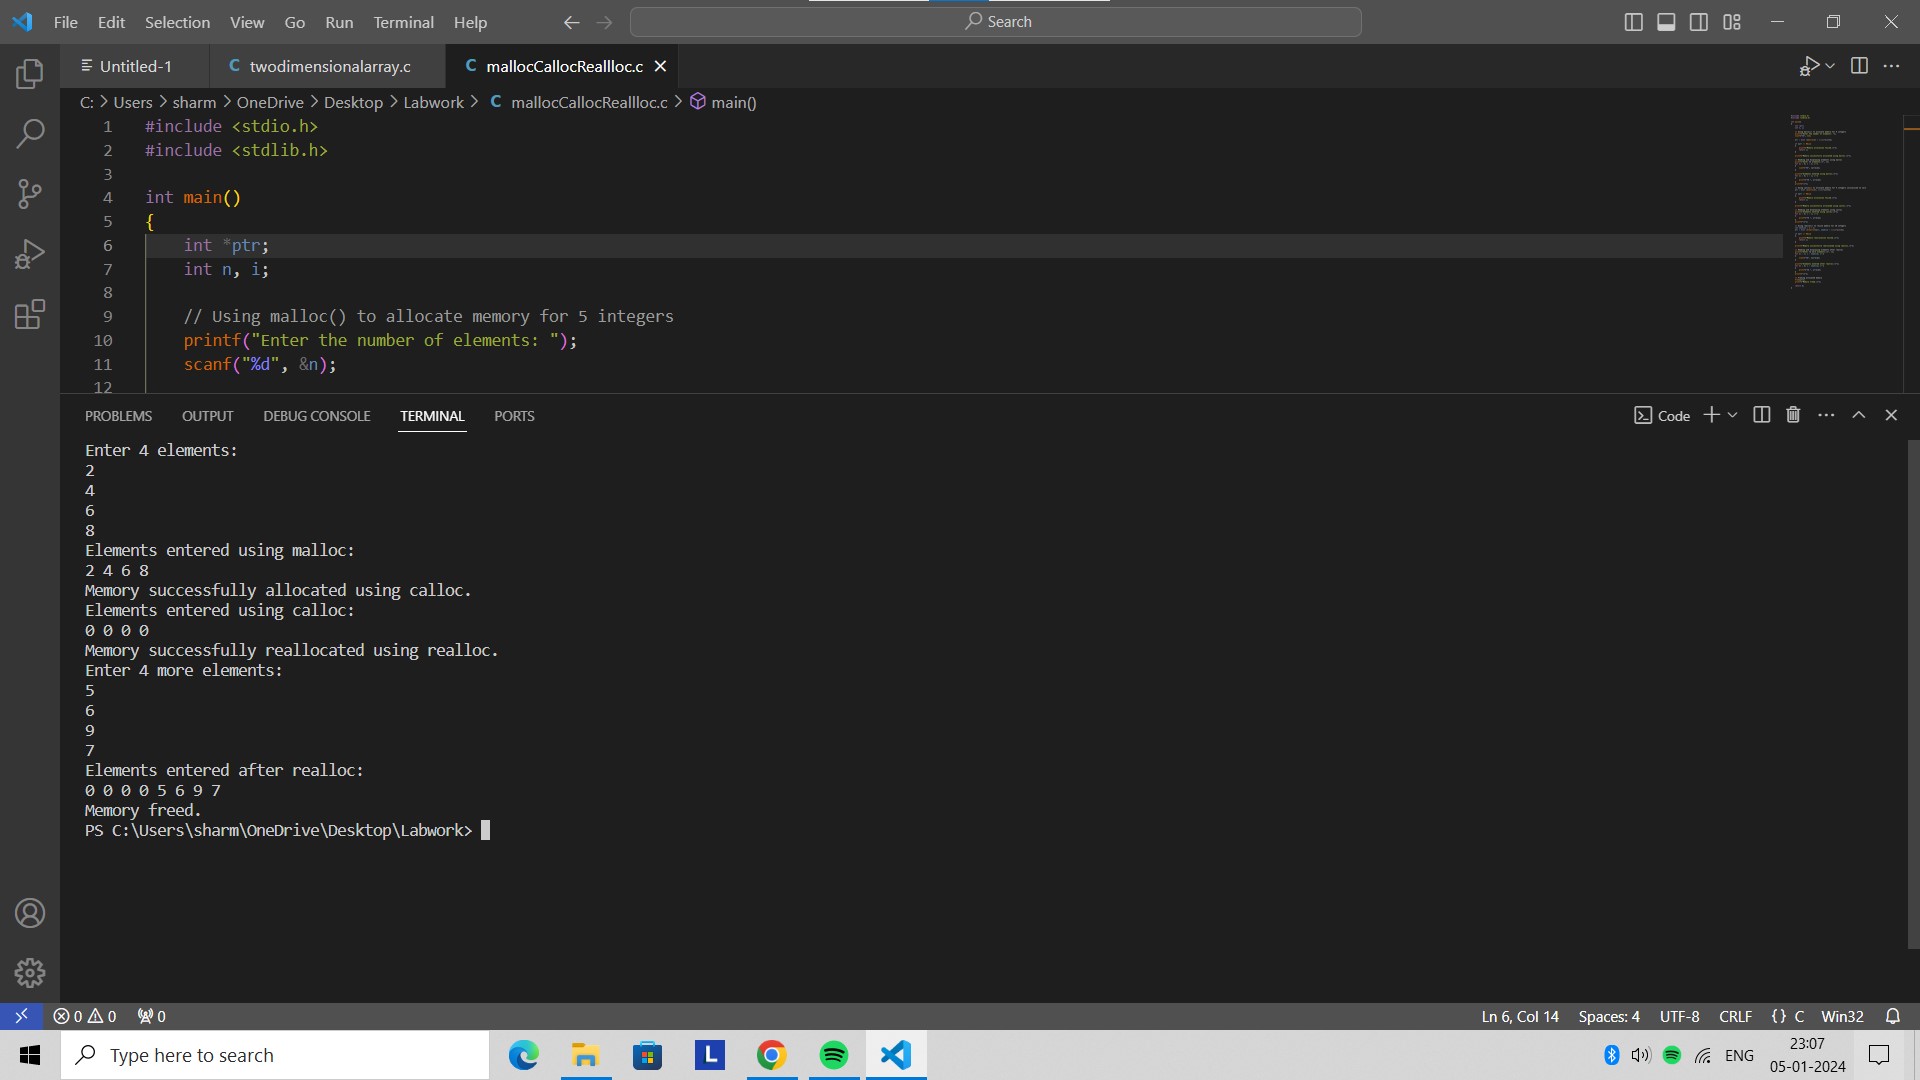 File Edit Selection View Go Run Terminal Help
Search
Untitled-1
C twodimensionalarray.c
C mallocCallocReallloc.c
C: > Users > sharm > OneDrive > Desktop > Labwork > C mallocCallocReallloc.c > main()
1 #include <stdio.h>
2 #include <stdlib.h>
3
4 int main()
5 {
6 int *ptr;
7 int n, i;
8
9 // Using malloc() to allocate memory for 5 integers
10 printf("Enter the number of elements: ");
11 scanf("%d", &n);
12
PROBLEMS OUTPUT DEBUG CONSOLE TERMINAL PORTS
Code
Enter 4 elements:
2
4
6
8
Elements entered using malloc:
2 4 6 8
Memory successfully allocated using calloc.
Elements entered using calloc:
0 0 0 0
Memory successfully reallocated using realloc.
Enter 4 more elements:
5
6
9
7
Elements entered after realloc:
0 0 0 0 5 6 9 7
Memory freed.
PS C:\Users\sharm\OneDrive\Desktop\Labwork>
0 0 0
Ln 6, Col 14 Spaces: 4 UTF-8 CRLF {} C Win32
Type here to search
L
ENG
23:07
05-01-2024